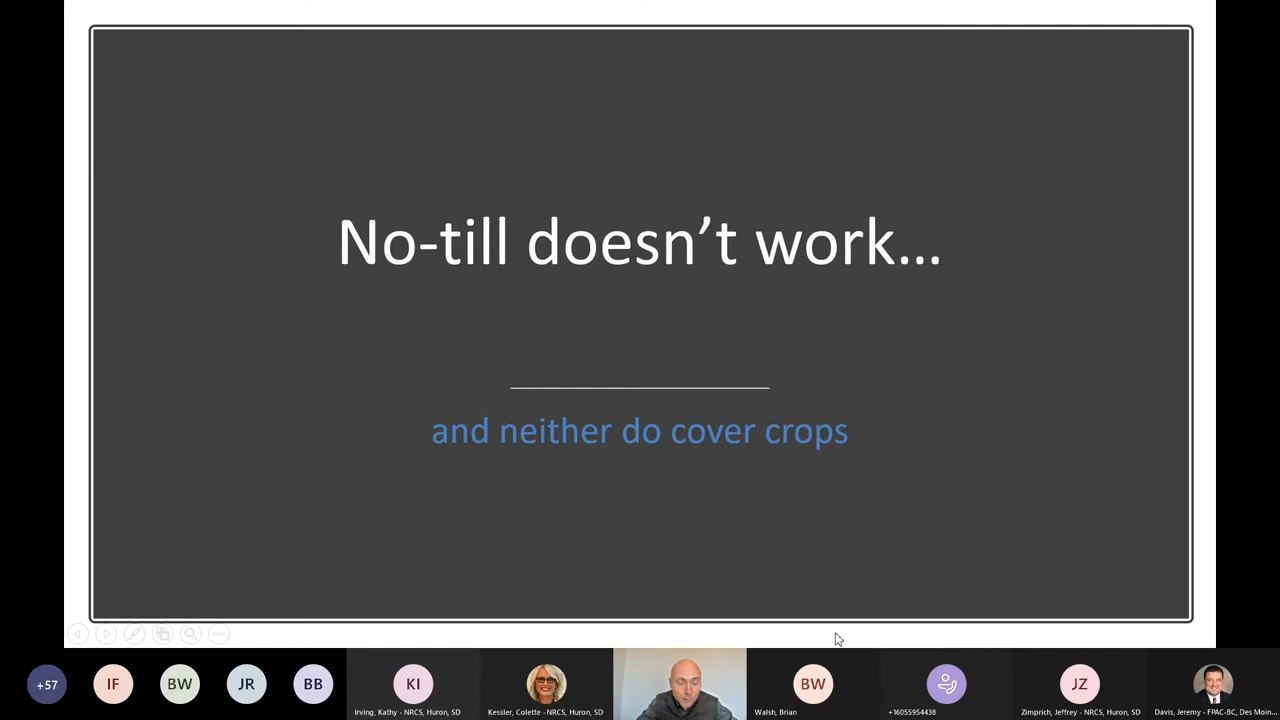 No-till doesn’t work...
and neither do cover crops
+57
IF
BW
JR
BB
KI
BW
JZ
Irving, Kathy - NRCS, Huron, SD
Kessler, Colette - NRCS, Huron, SD
Walsh, Brian
+16055954438
Zimprich, Jeffrey - NRCS, Huron, SD
Davis, Jeremy - FPAC-BC, Des Moin...